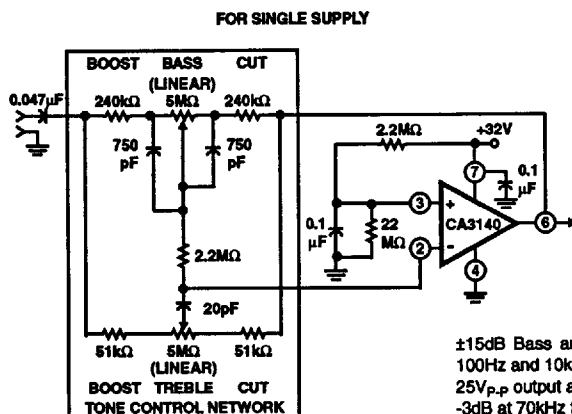 FOR SINGLE SUPPLY
BOOST BASS CUT
(LINEAR)
0.047μF
240kΩ 5MΩ 240kΩ
750 pF
750 pF
2.2MΩ
+32V
7
0.1 μF
3
+
0.1 μF
22 MΩ
CA3140
6
2
-
4
2.2MΩ
20pF
51kΩ 5MΩ 51kΩ
(LINEAR)
BOOST TREBLE CUT
TONE CONTROL NETWORK
±15dB Bass an
100Hz and 10k
25VP-P output a
-3dB at 70kHz